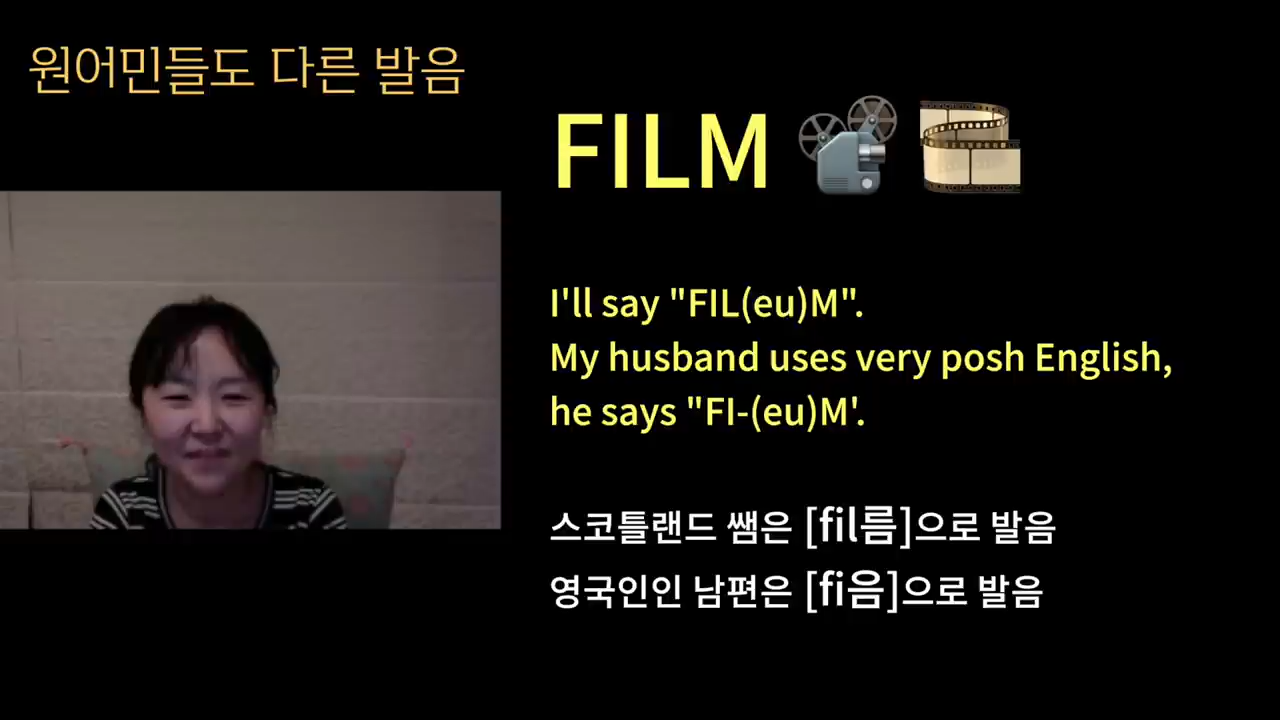 원어민들도 다른 발음
FILM
I'll say "FIL(eu)M".
My husband uses very posh English,
he says "FI-(eu)M'.
스코틀랜드 쌤은 [fil름]으로 발음
영국인인 남편은 [fi음]으로 발음